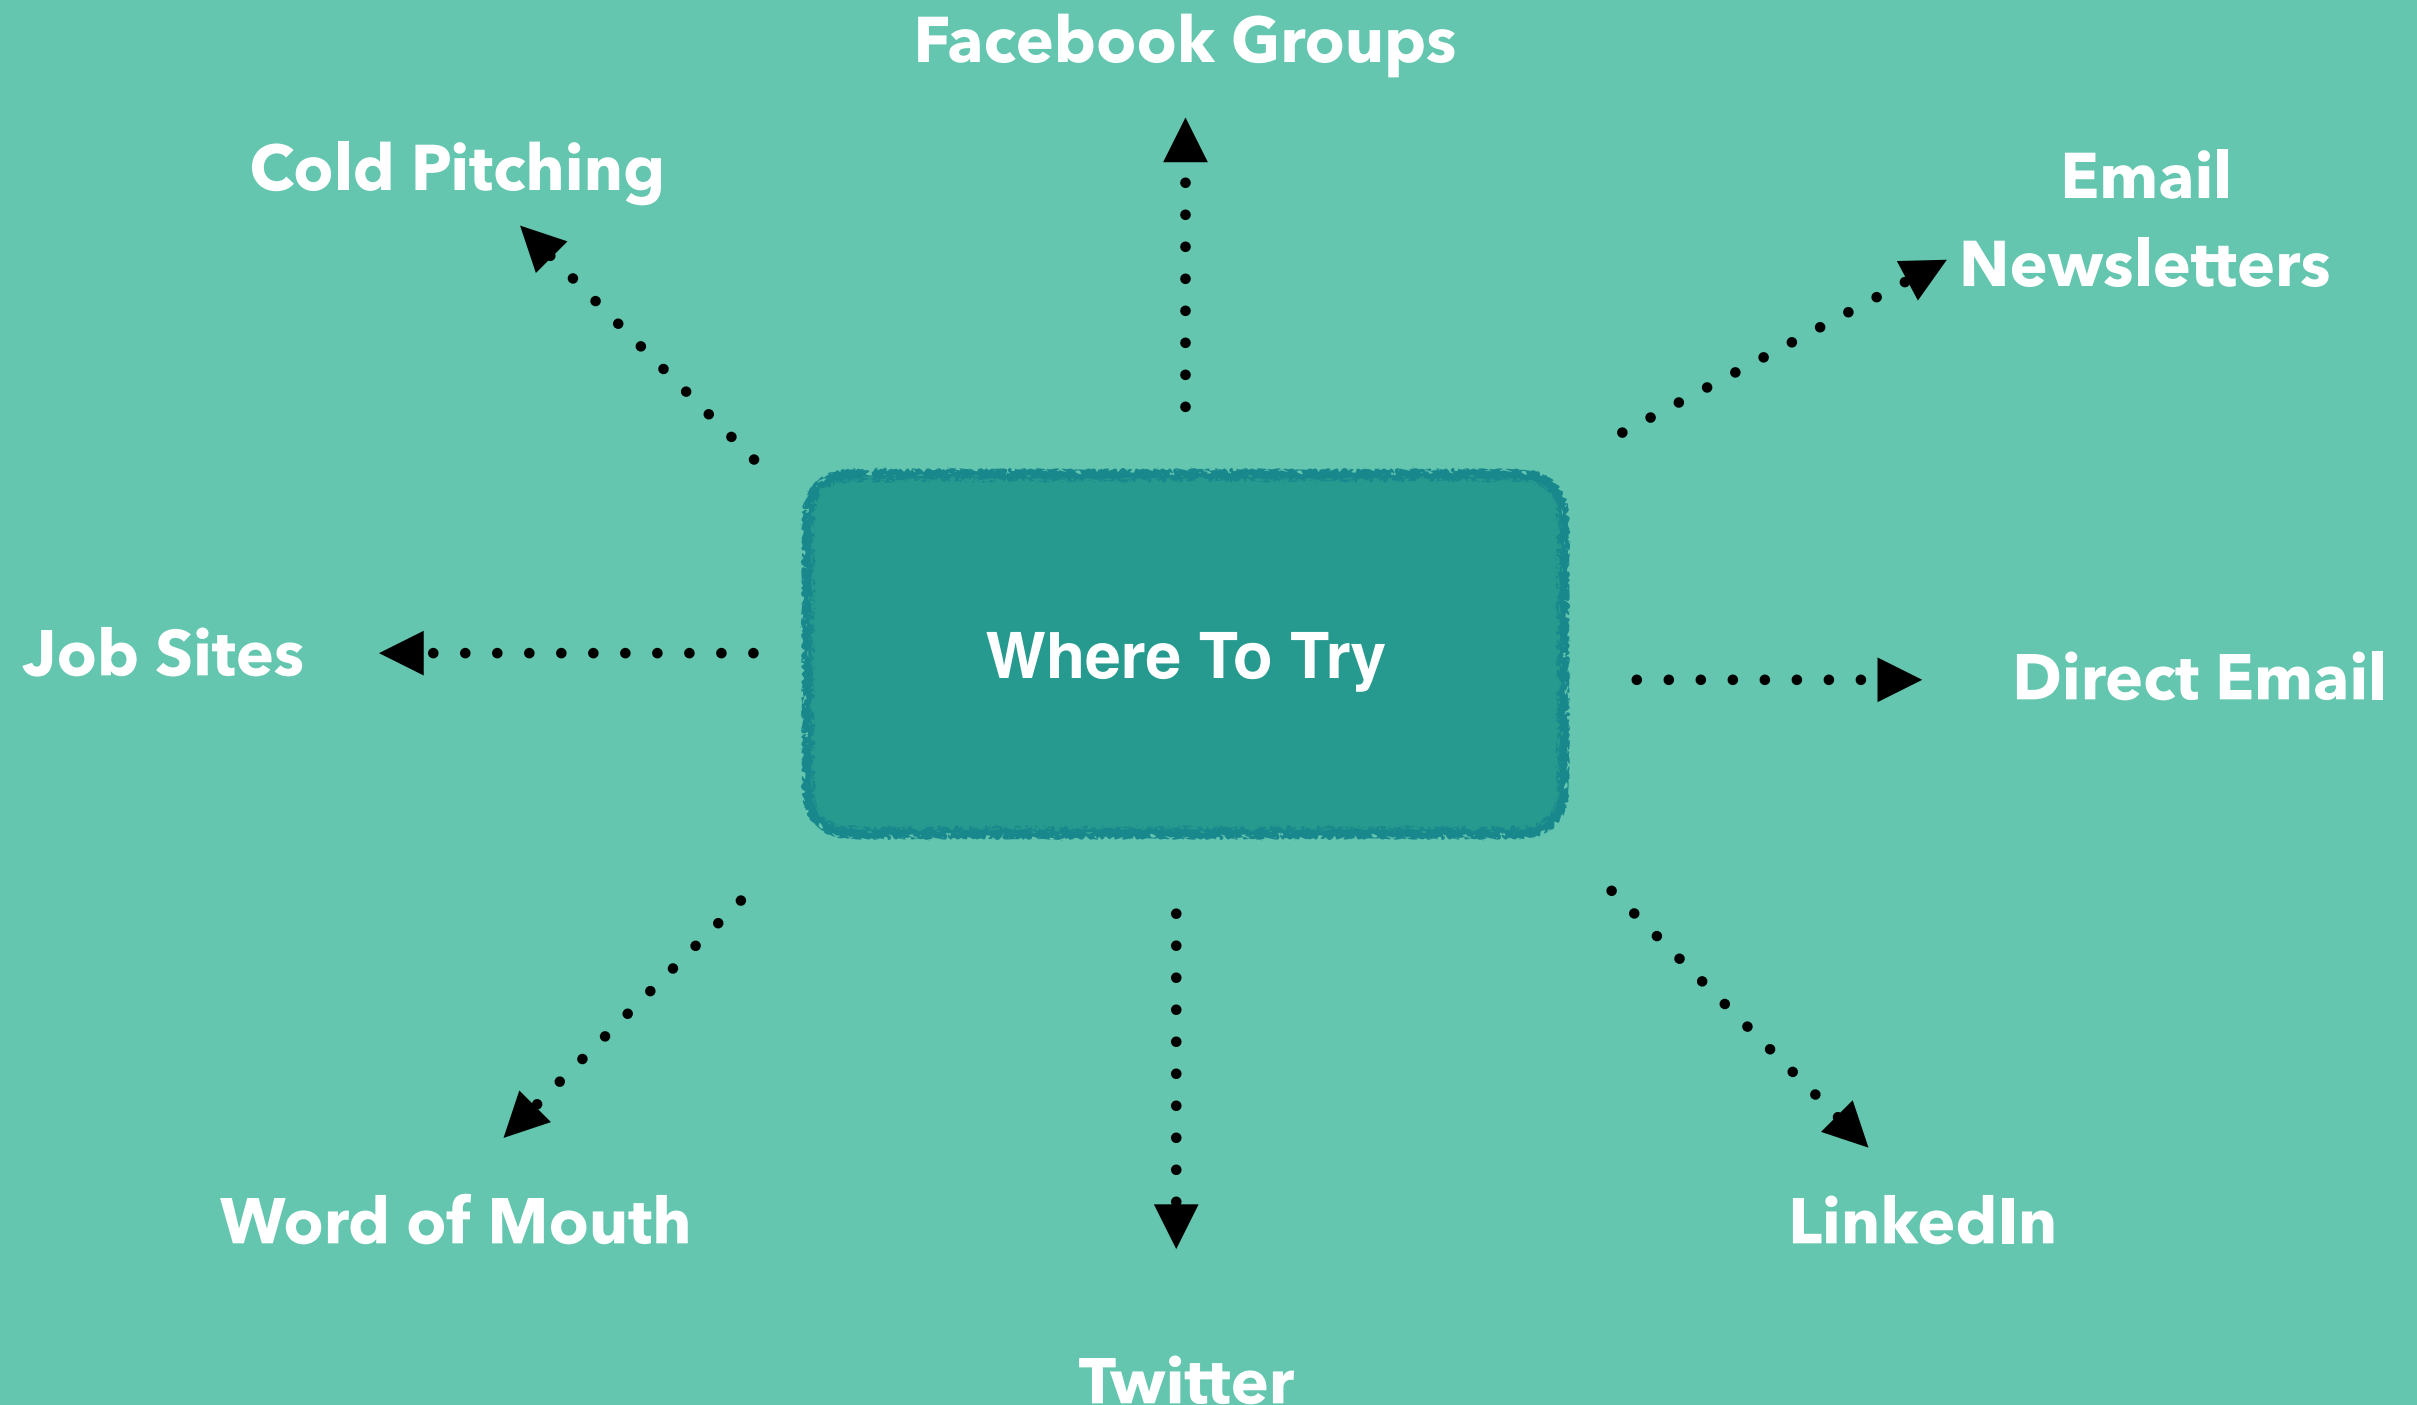 Facebook Groups
Cold Pitching
Email
Newsletters
Job Sites
Where To Try
Direct Email
Word of Mouth
LinkedIn
Twitter